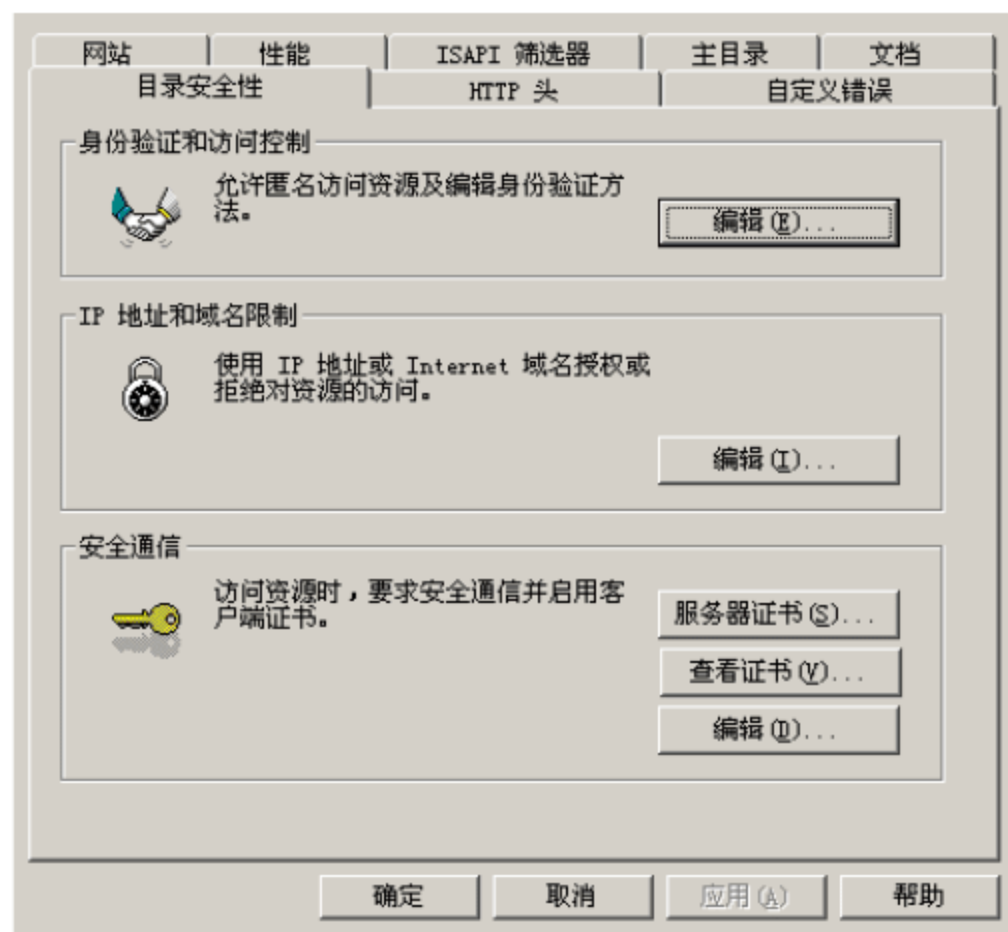 网站 性能 ISAPI 筛选器 主目录 文档
目录安全性 HTTP 头 自定义错误
身份验证和访问控制
允许匿名访问资源及编辑身份验证方
法。
编辑(E)...
IP 地址和域名限制
使用 IP 地址或 Internet 域名授权或
拒绝对资源的访问。
编辑(I)...
安全通信
访问资源时，要求安全通信并启用客
户端证书。
服务器证书(S)...
查看证书(V)...
编辑(D)...
确定 取消 应用(A) 帮助